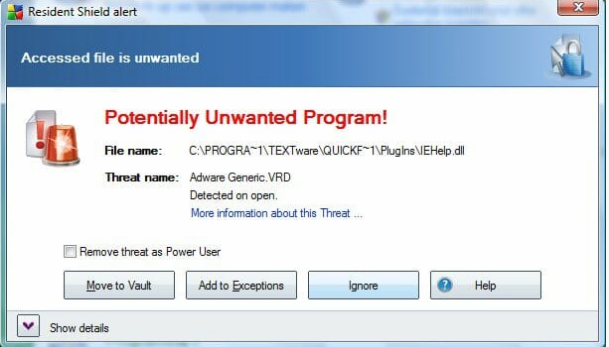 Resident Shield alert
Accessed file is unwanted
Potentially Unwanted Program!
File name: C:\PROGRA~1\TEXTware\QUICKF~1\PlugIns\IEHelp.dll
Threat name: Adware Generic.VRD
Detected on open.
More information about this Threat ...
Remove threat as Power User
Move to Vault Add to Exceptions Ignore Help
Show details